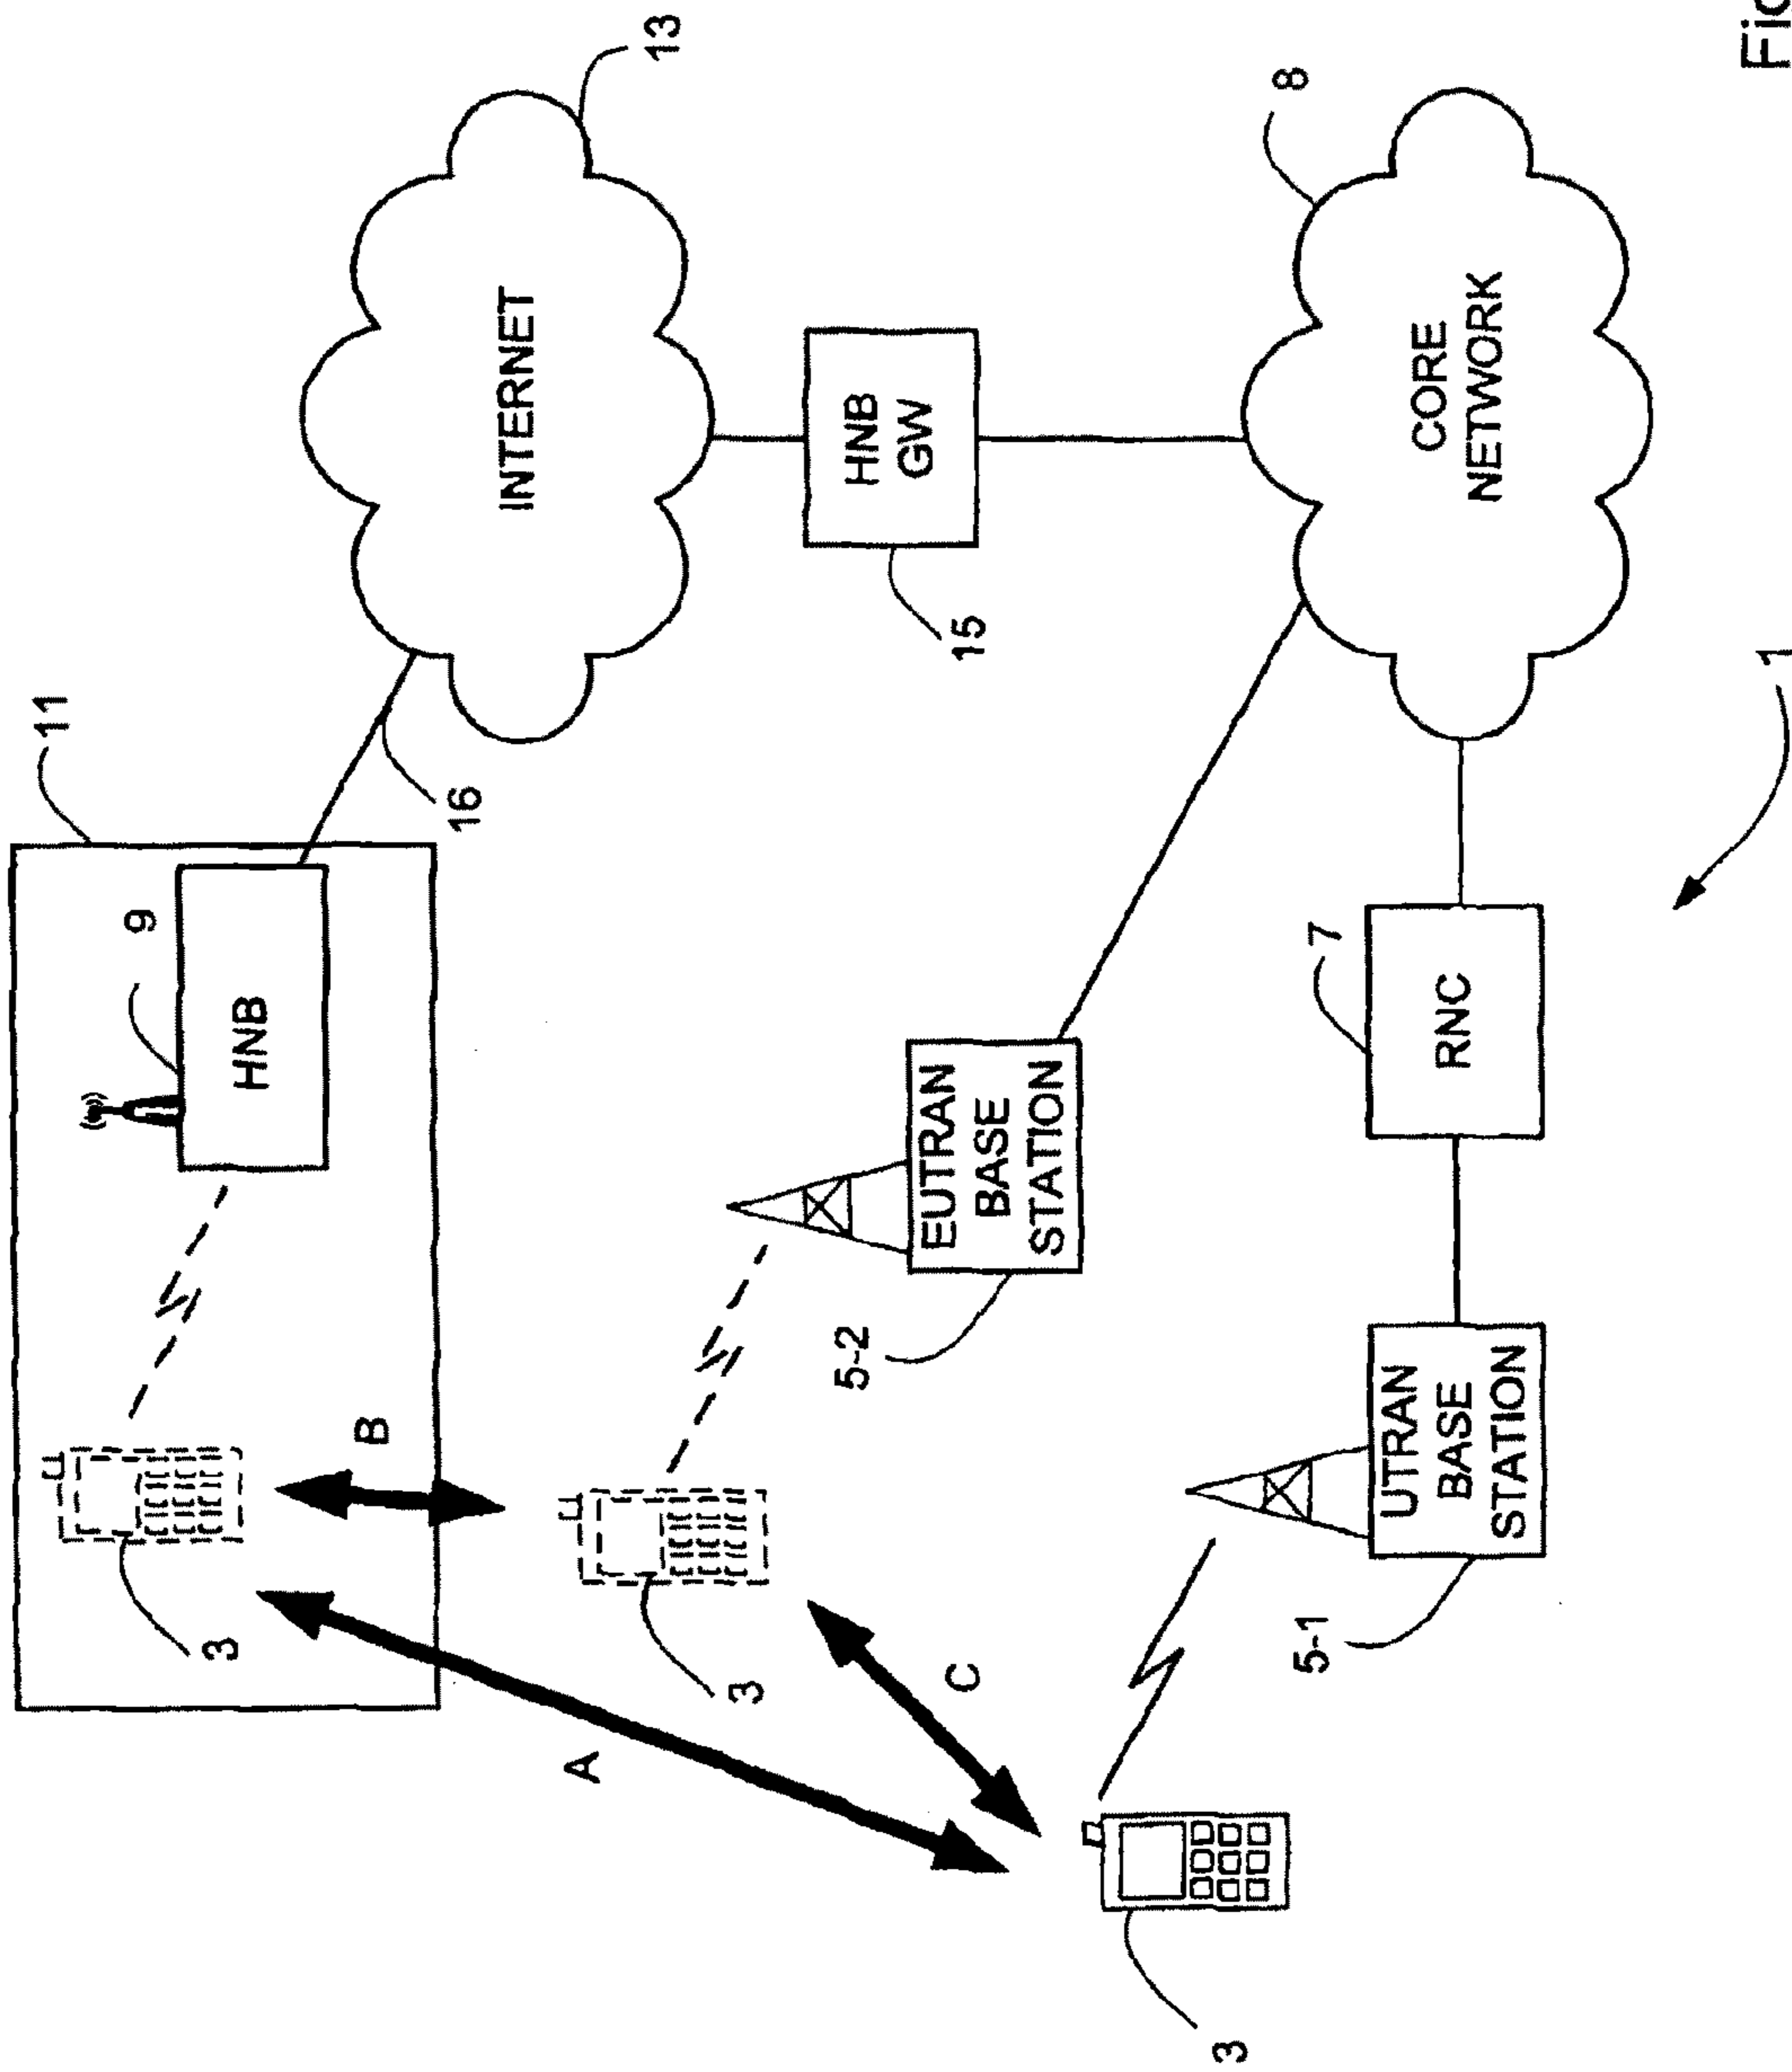 11
9
HNB
3
B
16
13
INTERNET
A
3
5-2
EUTRAN
BASE
STATION
15
HNB
GW
C
8
CORE
NETWORK
3
5-1
UTRAN
BASE
STATION
7
RNC
1